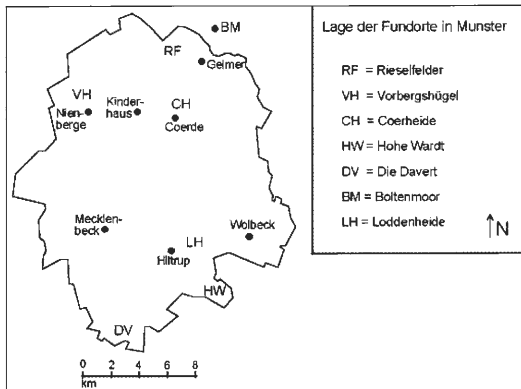 BM
RF
Gelmer
VH
Kinder-
haus
CH
Nien-
berge
Coerde
Mecklen-
beck
Wolbeck
LH
Hiltrup
HW
DV
0 2 4 6 8
km
Lage der Fundorte in Munster
RF = Rieselfelder
VH = Vorbergshügel
CH = Coerheide
HW = Hohe Wardt
DV = Die Davert
BM = Boltenmoor
LH = Loddenheide
N